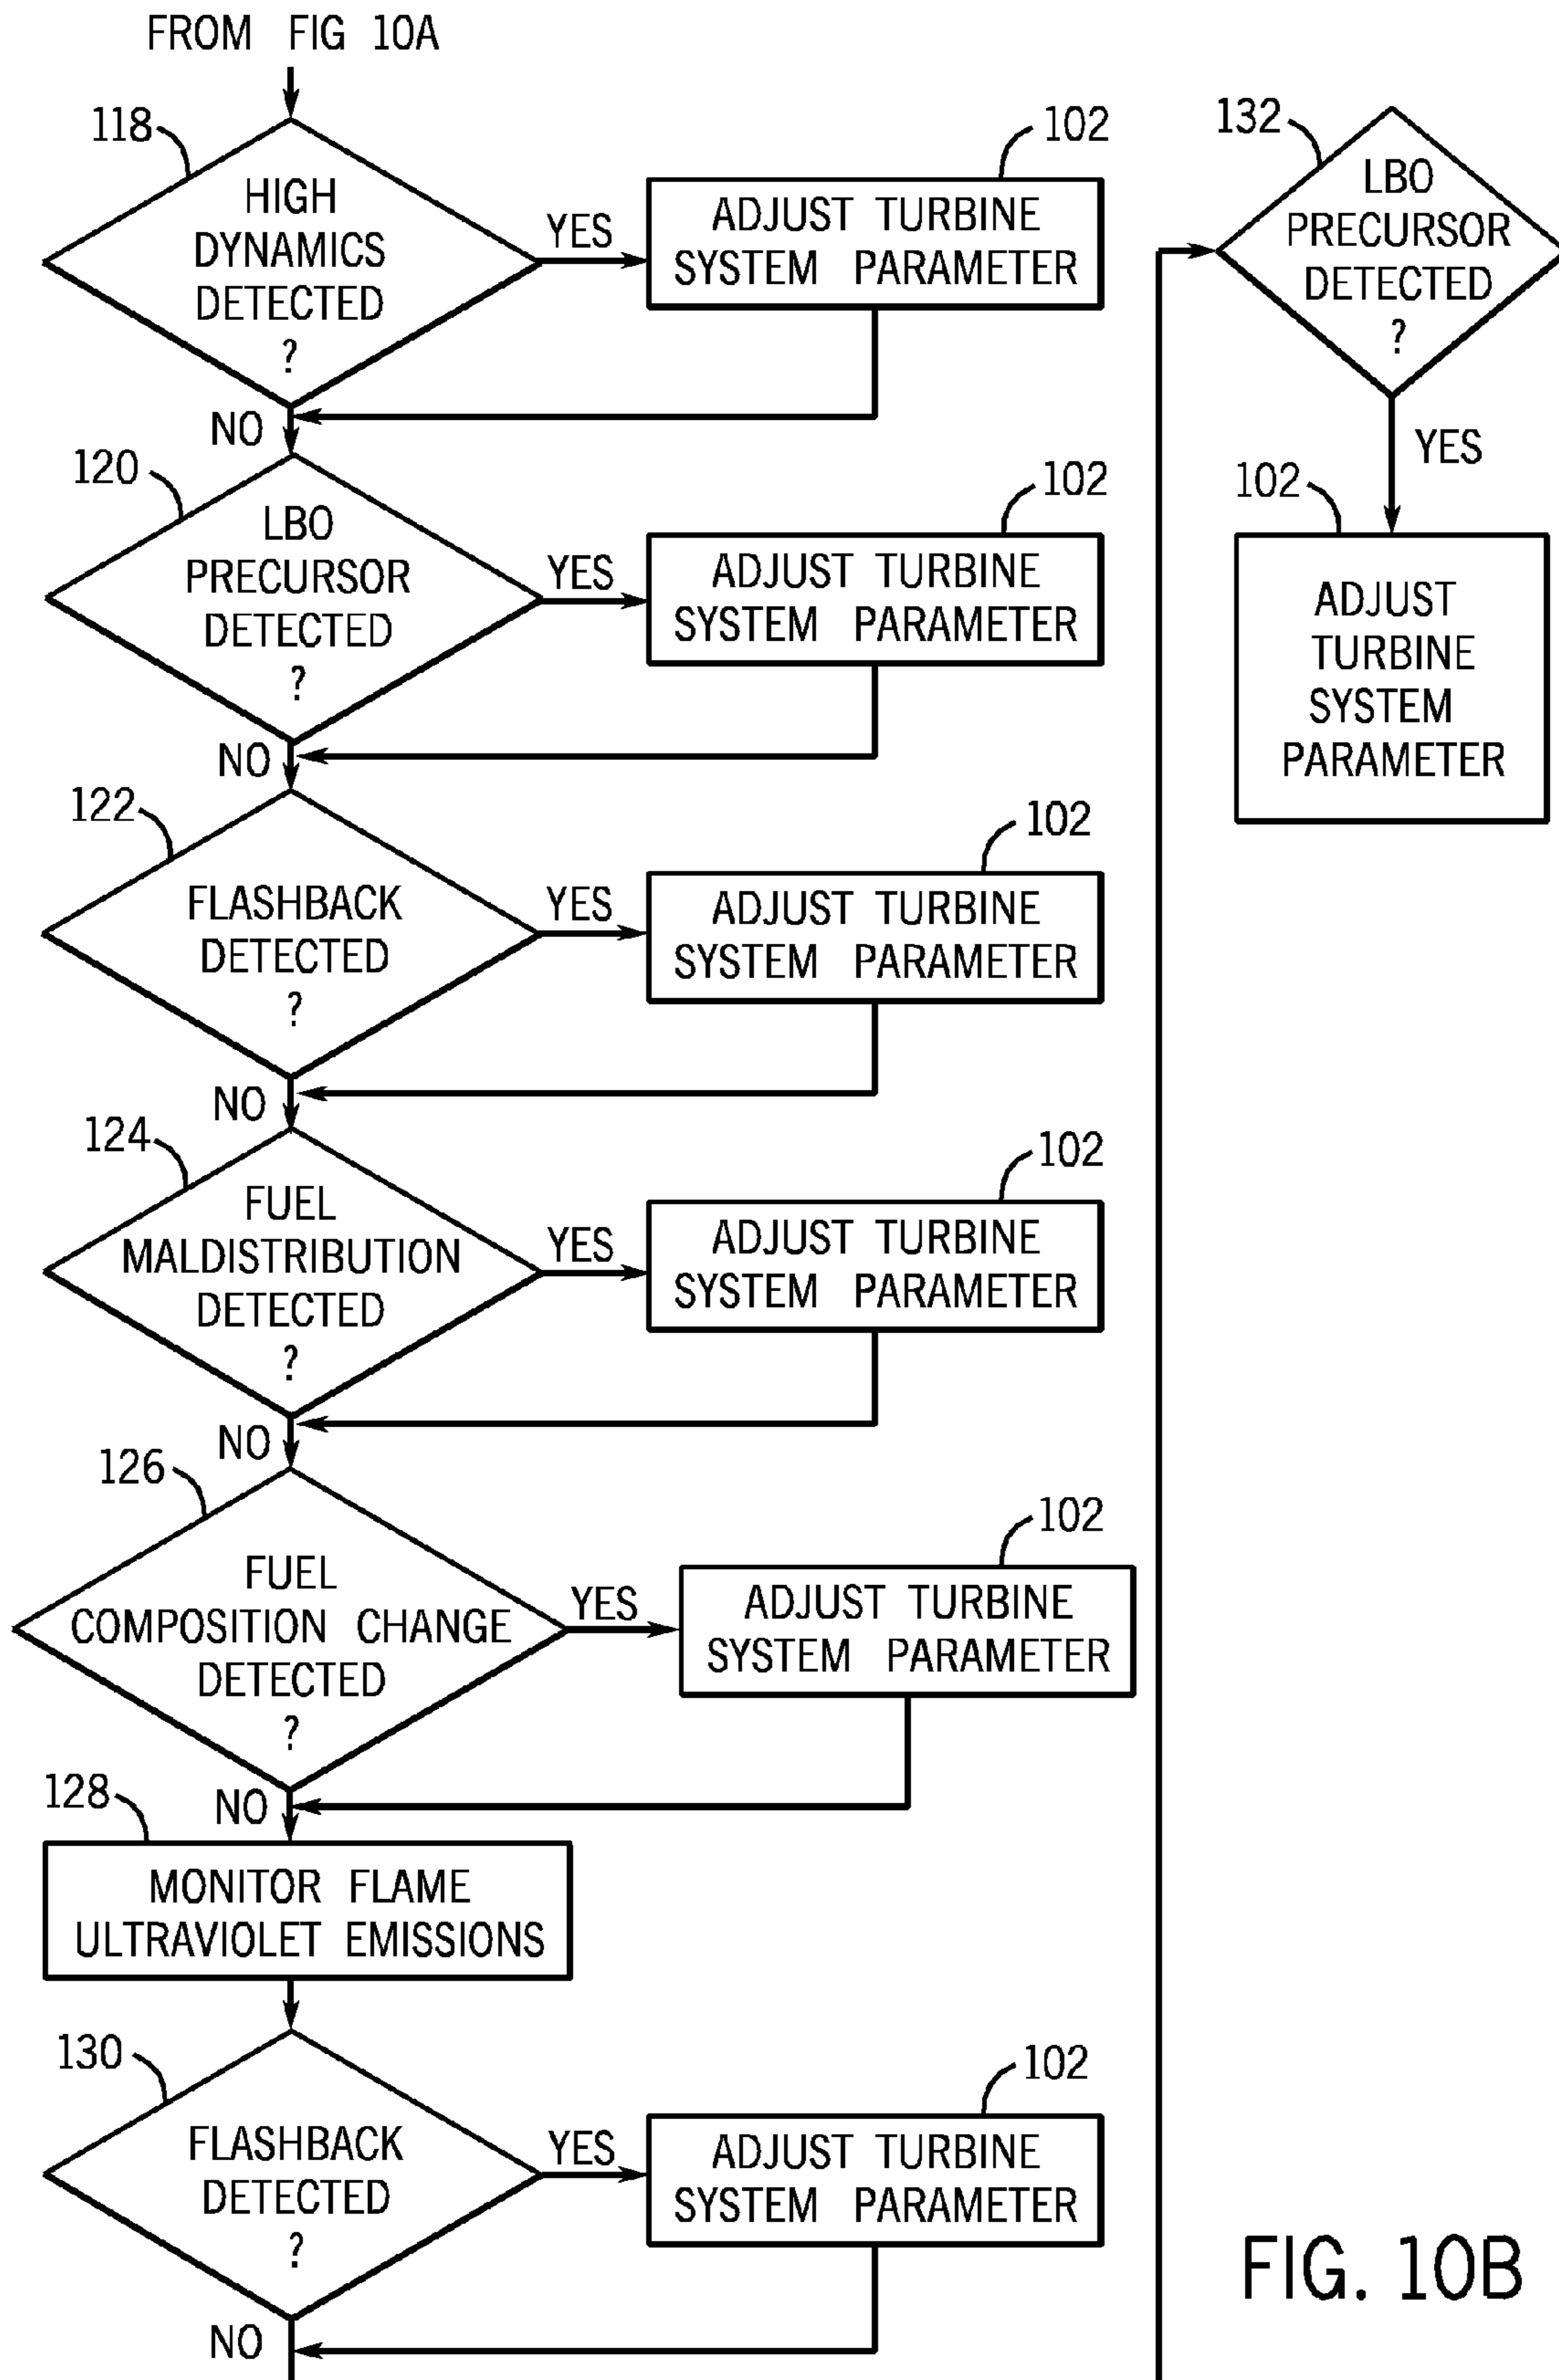 FROM FIG 10A
118
HIGH
DYNAMICS
DETECTED
?
YES
102
ADJUST TURBINE
SYSTEM PARAMETER
NO
120
LBO
PRECURSOR
DETECTED
?
YES
102
ADJUST TURBINE
SYSTEM PARAMETER
NO
122
FLASHBACK
DETECTED
?
YES
102
ADJUST TURBINE
SYSTEM PARAMETER
NO
124
FUEL
MALDISTRIBUTION
DETECTED
?
YES
102
ADJUST TURBINE
SYSTEM PARAMETER
NO
126
FUEL
COMPOSITION CHANGE
DETECTED
?
YES
102
ADJUST TURBINE
SYSTEM PARAMETER
NO
128
MONITOR FLAME
ULTRAVIOLET EMISSIONS
130
FLASHBACK
DETECTED
?
YES
102
ADJUST TURBINE
SYSTEM PARAMETER
NO
132
LBO
PRECURSOR
DETECTED
?
YES
102
ADJUST
TURBINE
SYSTEM
PARAMETER
FIG. 10B